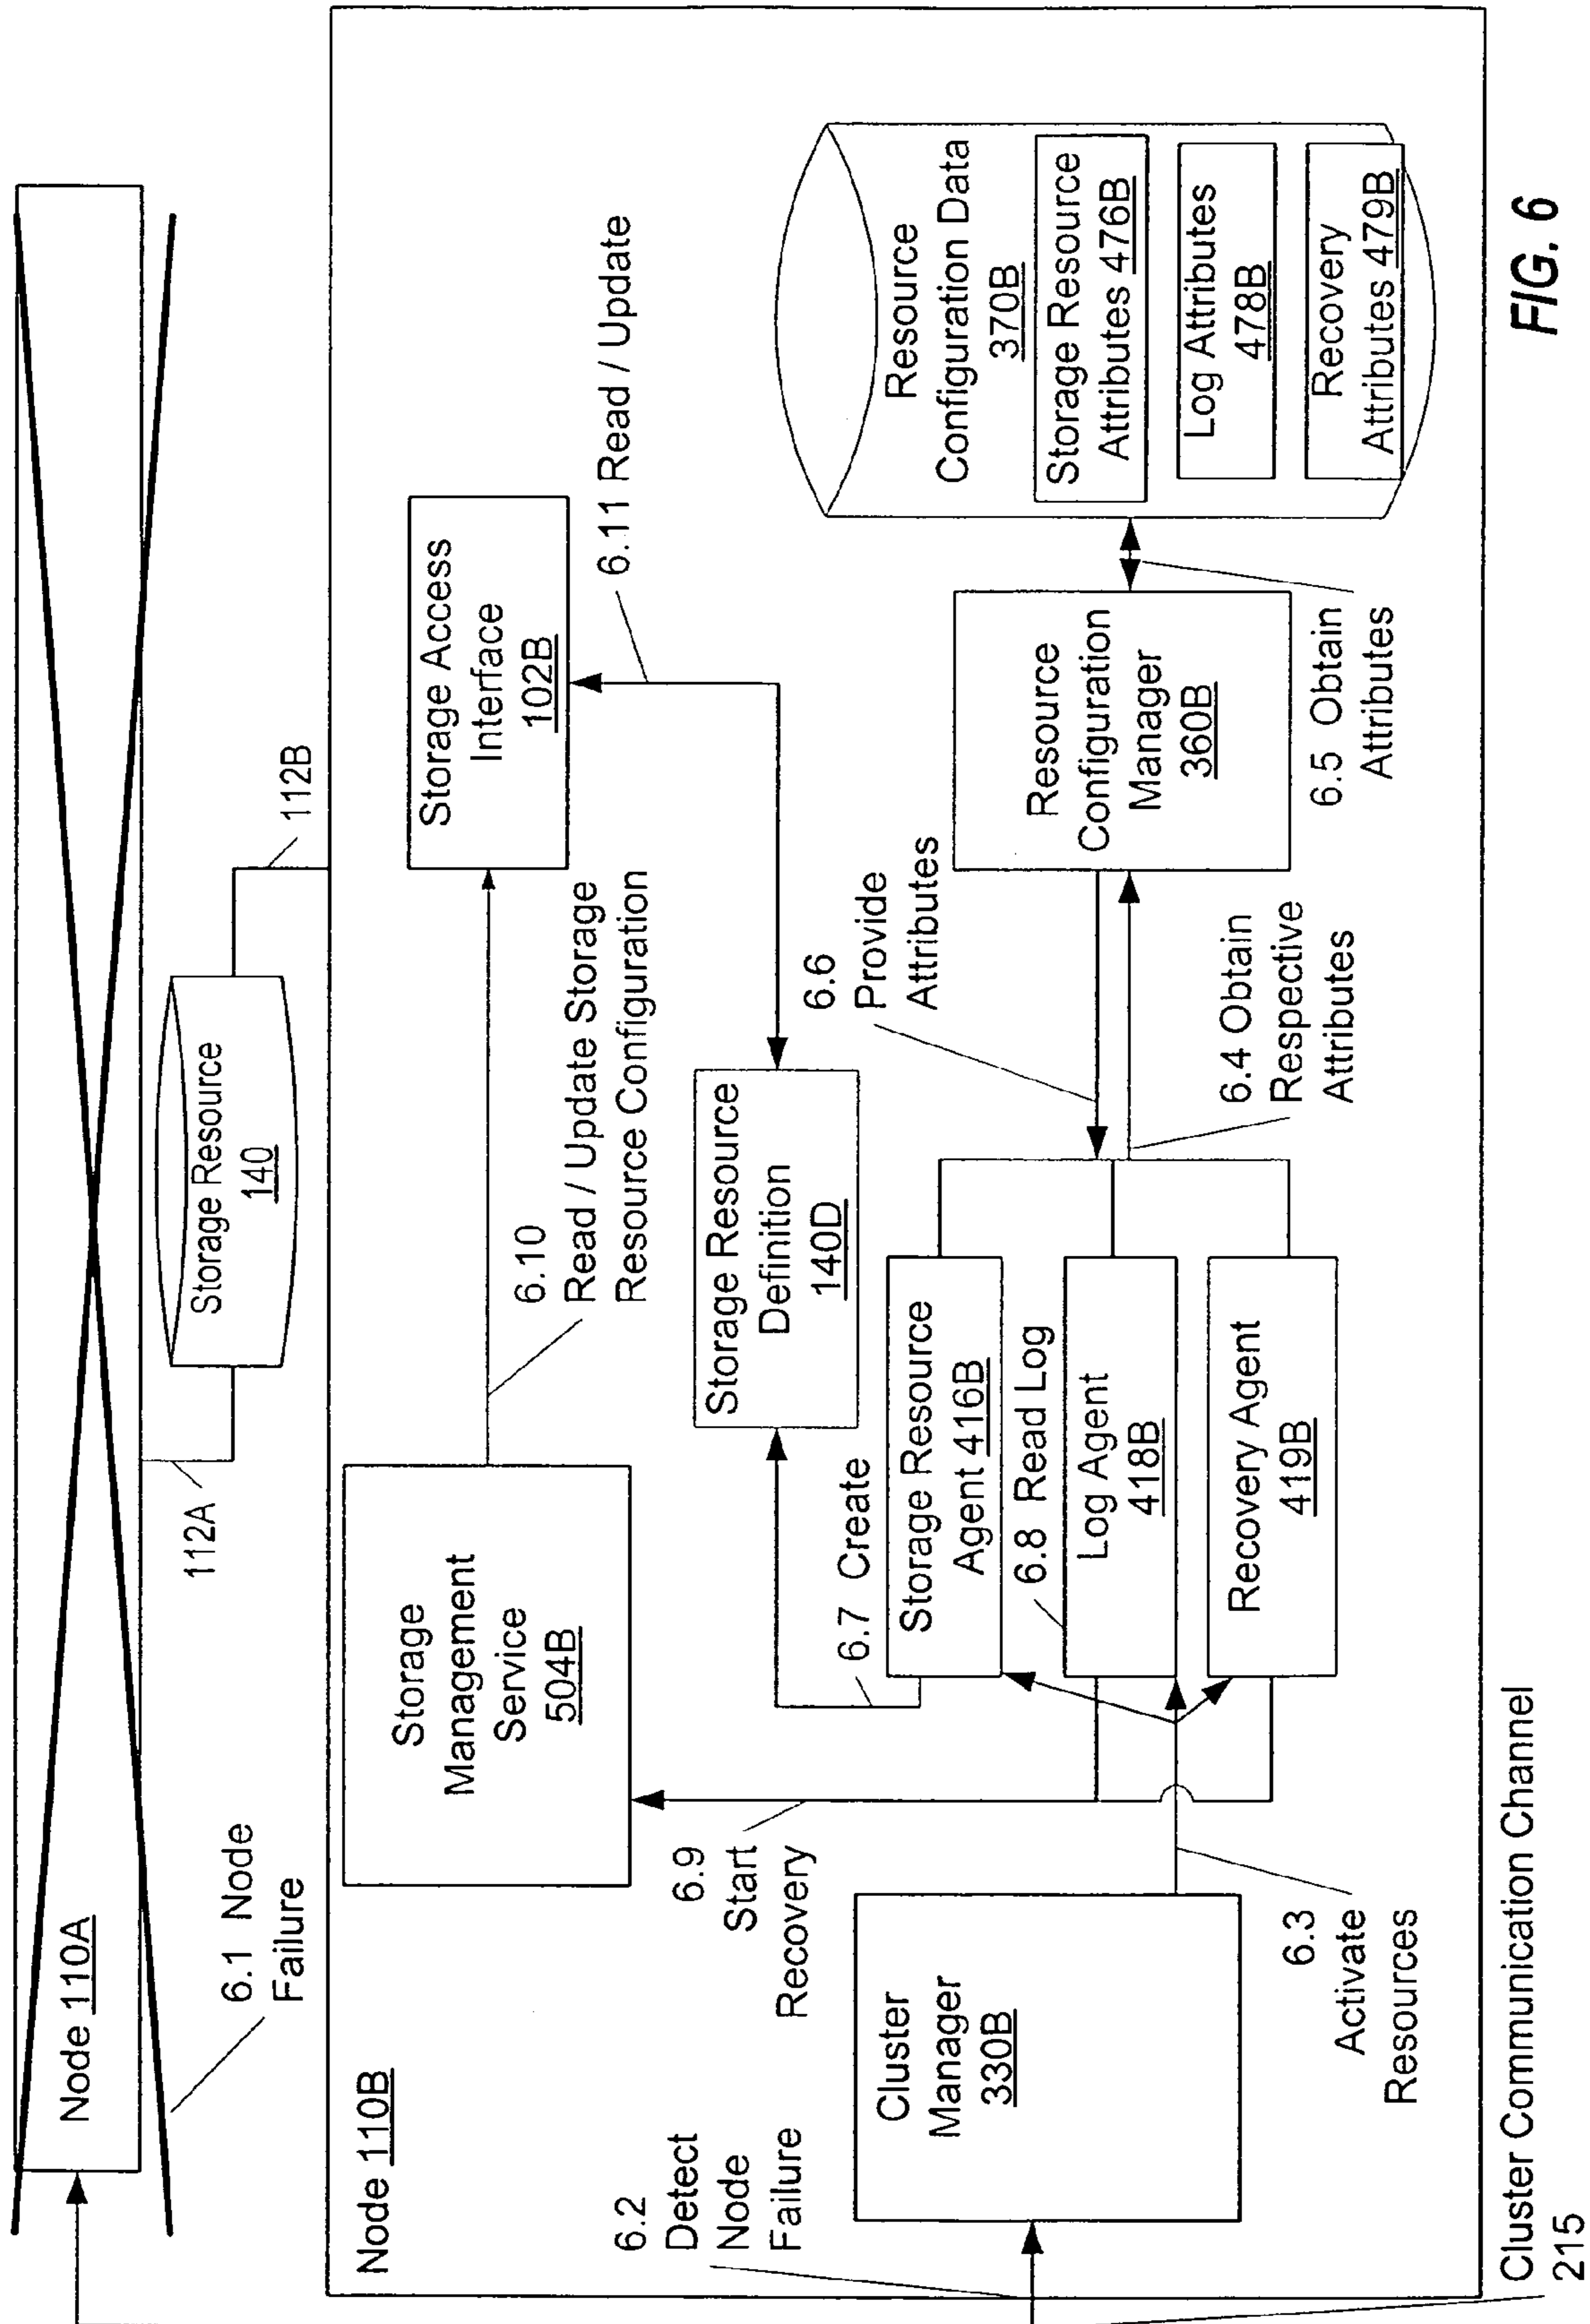 Node 110A
6.1 Node
Failure
112A
Storage Resource
140
112B
Node 110B
Storage
Management
Service
504B
6.10
Read / Update Storage
Resource Configuration
Storage Access
Interface
102B
6.11 Read / Update
6.9
Start
Recovery
6.7 Create
Storage Resource
Definition
140D
6.2
Detect
Node
Failure
Cluster
Manager
330B
6.3
Activate
Resources
Storage Resource
Agent 416B
6.8 Read Log
Log Agent
418B
Recovery Agent
419B
6.6
Provide
Attributes
6.4 Obtain
Respective
Attributes
Resource
Configuration
Manager
360B
6.5 Obtain
Attributes
Resource
Configuration Data
370B
Storage Resource
Attributes 476B
Log Attributes
478B
Recovery
Attributes 479B
Cluster Communication Channel
215
FIG. 6